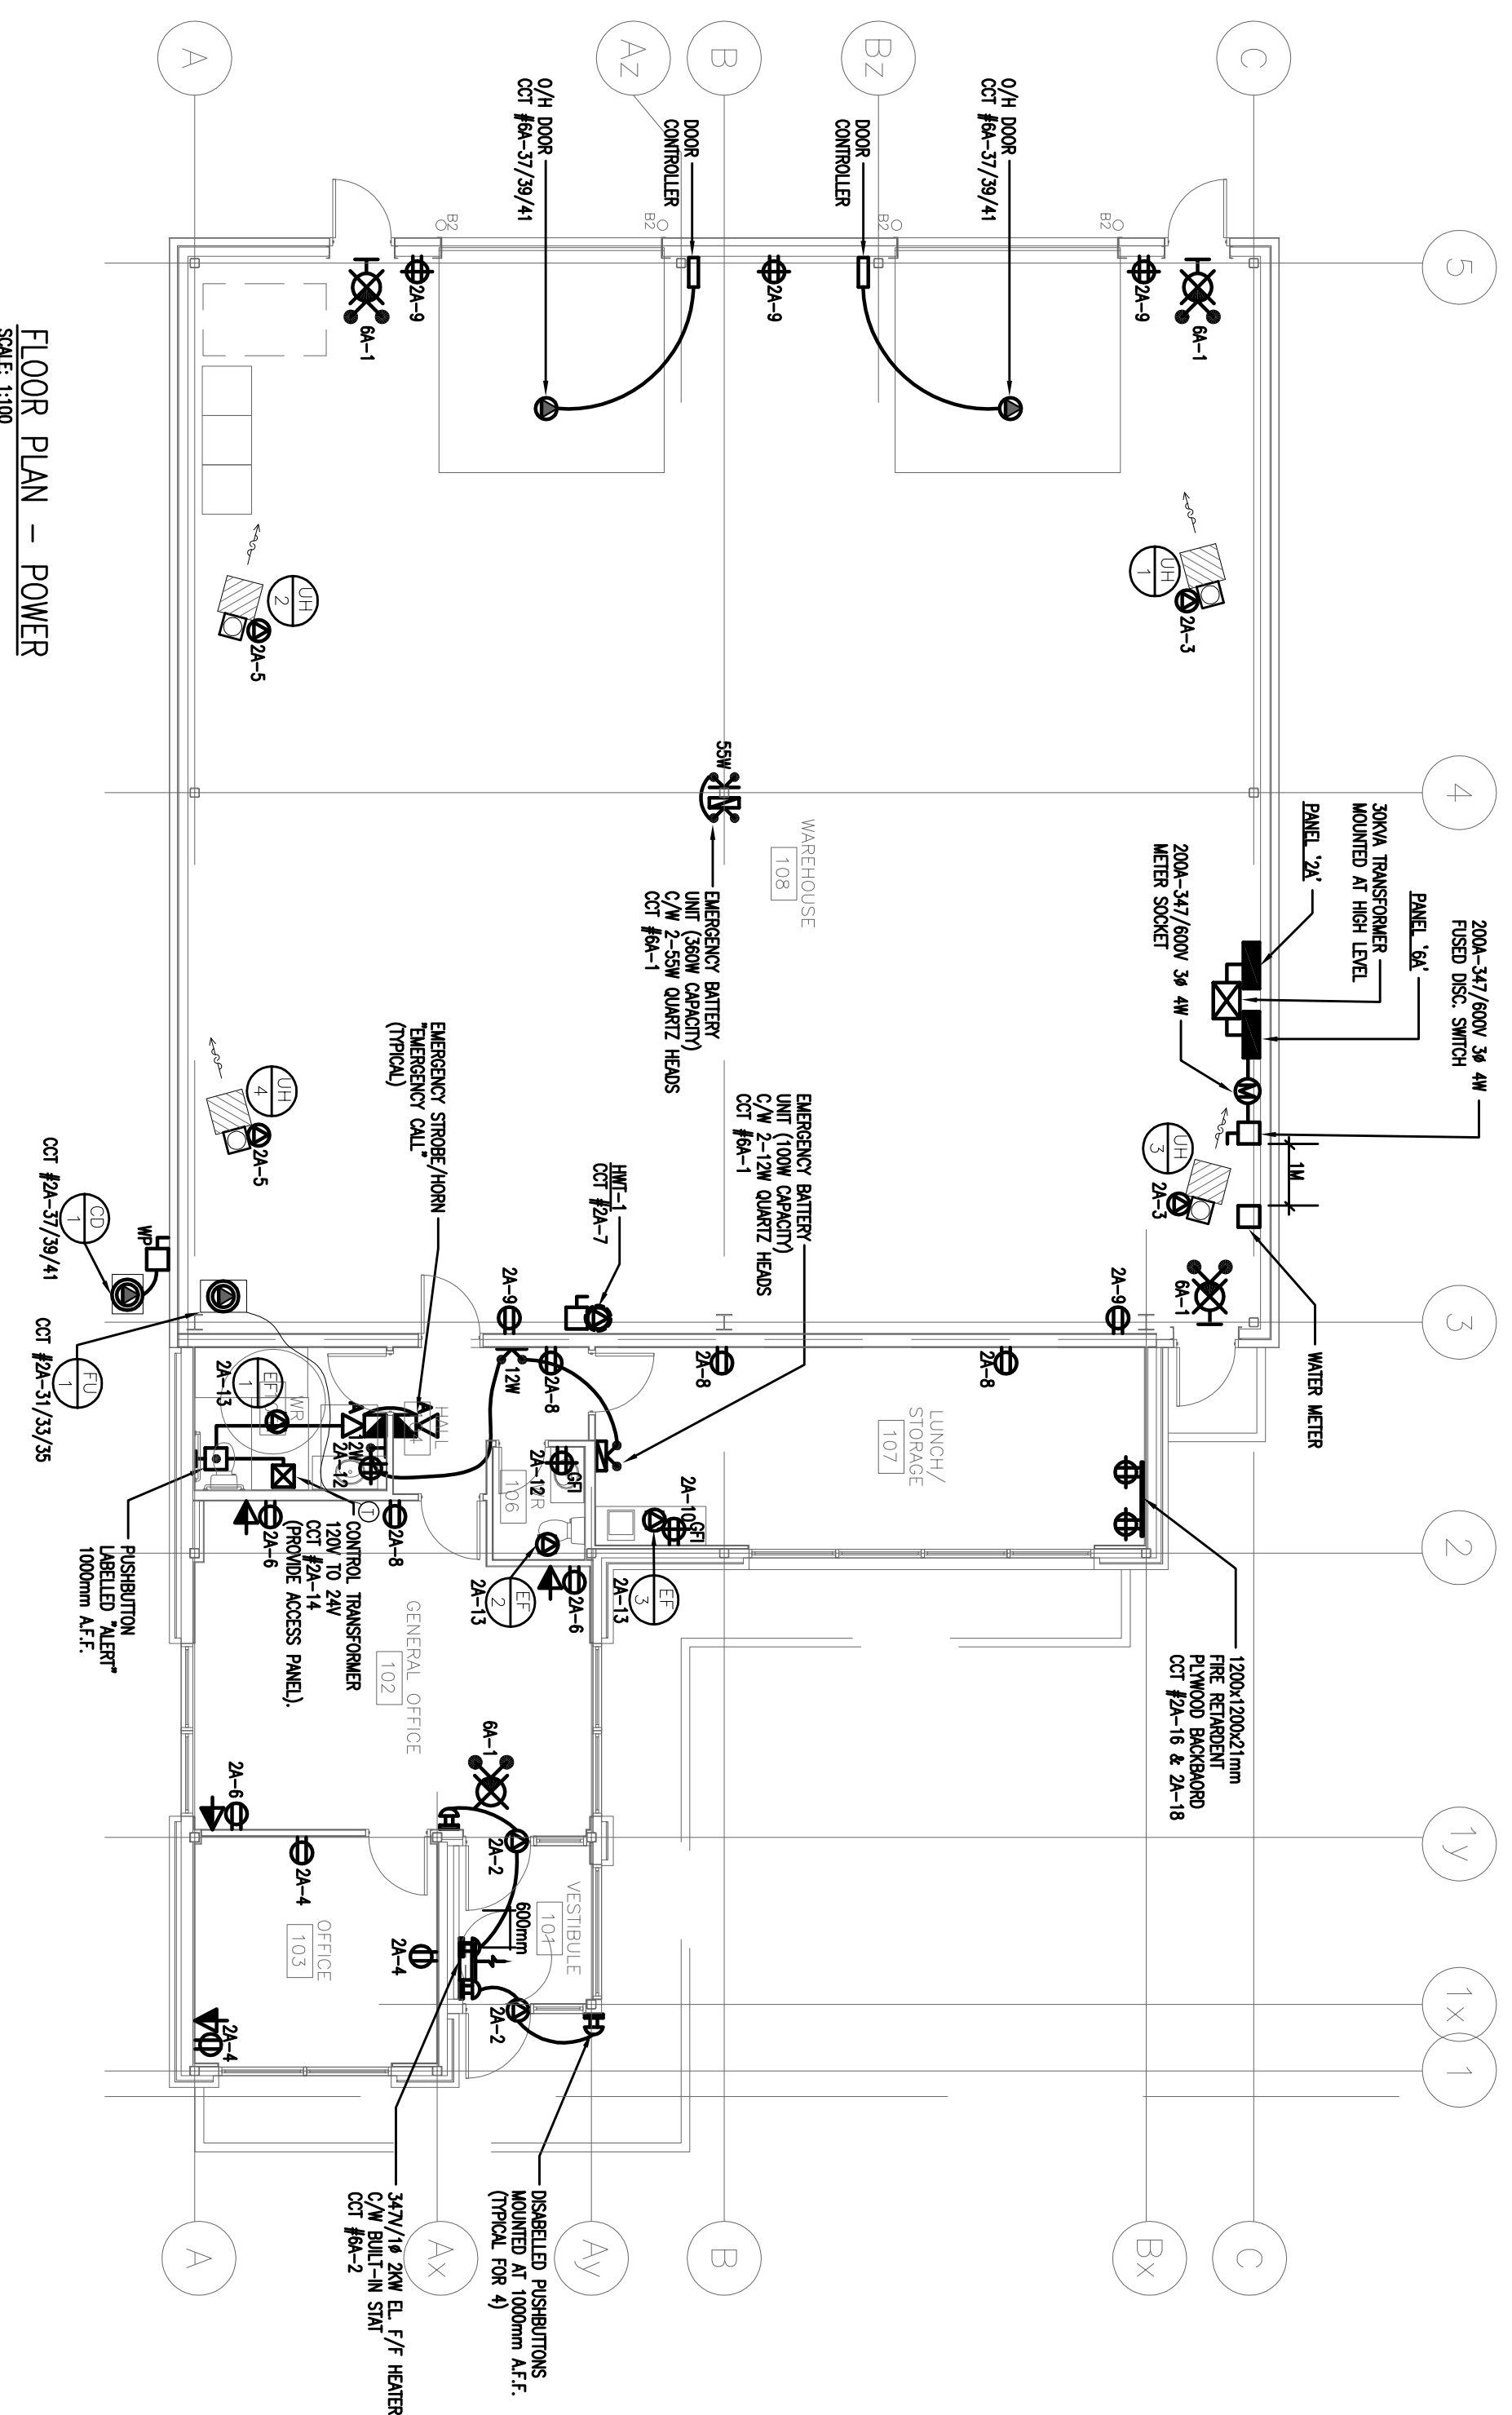 5
4
3
2
1y
1x
1
C
Bz
B
Az
A
C
Bx
B
Ay
Ax
A
200A-347/600V 3ø 4W
FUSED DISC. SWITCH
PANEL '6A'
30KVA TRANSFORMER
MOUNTED AT HIGH LEVEL
PANEL '2A'
200A-347/600V 3ø 4W
METER SOCKET
M
1M
WATER METER
1200x1200x21mm
FIRE RETARDENT
PLYWOOD BACKBAORD
CCT #2A-16 & 2A-18
O/H DOOR
CCT #6A-37/39/41
DOOR
CONTROLLER
DOOR
CONTROLLER
O/H DOOR
CCT #6A-37/39/41
B2
B2
B2
B2
6A-1
2A-9
2A-9
2A-9
6A-1
UH
1
2A-3
UH
2
2A-5
UH
3
2A-3
UH
4
2A-5
6A-1
55W
WAREHOUSE
108
EMERGENCY BATTERY
UNIT (360W CAPACITY)
C/W 2-55W QUARTZ HEADS
CCT #6A-1
EMERGENCY BATTERY
UNIT (100W CAPACITY)
C/W 2-12W QUARTZ HEADS
CCT #6A-1
HWT-1
CCT #2A-7
EMERGENCY STROBE/HORN
"EMERGENCY CALL"
(TYPICAL)
2A-9
2A-9
2A-8
2A-8
2A-8
12W
LUNCH/
STORAGE
107
2A-10
GFI
EF
3
2A-13
GFI
2A-12
WR
106
EF
2
2A-13
2A-6
HALL
A
A
12W
2A-12
WR
EF
1
2A-13
T
2A-8
2A-6
CONTROL TRANSFORMER
120V TO 24V
CCT #2A-14
(PROVIDE ACCESS PANEL).
PUSHBUTTON
LABELLED "ALERT"
1000mm A.F.F.
WP
CD
1
CCT #2A-37/39/41
FU
1
CCT #2A-31/33/35
GENERAL OFFICE
102
6A-1
2A-6
2A-2
VESTIBULE
101
600mm
2A-2
2A-4
OFFICE
103
2A-4
2A-4
DISABELLED PUSHBUTTONS
MOUNTED AT 1000mm A.F.F.
(TYPICAL FOR 4)
347V/1ø 2KW EL. F/F HEATER
C/W BUILT-IN STAT
CCT #6A-2
FLOOR PLAN - POWER
SCALE: 1:100